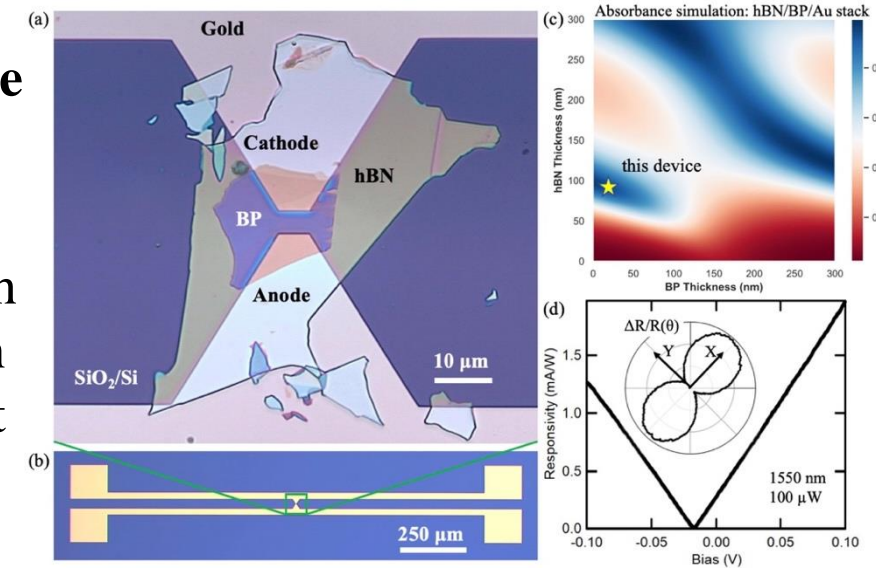 e
n
n
t
(a)
Gold
Cathode
hBN
BP
Anode
SiO2/Si
10 µm
(b)
250 µm
(c)
Absorbance simulation: hBN/BP/Au stack
300
250
200
150
100
50
0
hBN Thickness (nm)
this device
0 50 100 150 200 250 300
BP Thickness (nm)
(d)
ΔR/R(θ)
Y X
1.5
1.0
0.5
0.0
Responsivity (mA/W)
1550 nm
100 µW
-0.10 -0.05 0.00 0.05 0.10
Bias (V)